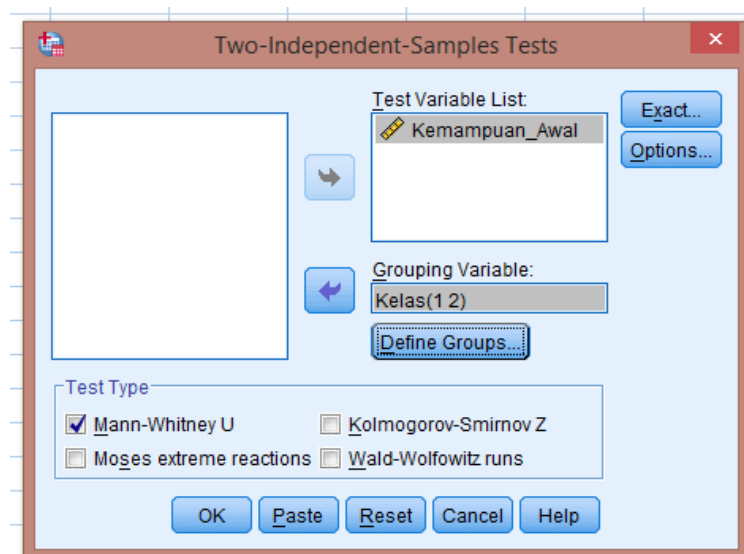 Two-Independent-Samples Tests
Test Variable List:
Kemampuan_Awal
Exact...
Options...
Grouping Variable:
Kelas(1 2)
Define Groups...
Test Type
Mann-Whitney U
Kolmogorov-Smirnov Z
Moses extreme reactions
Wald-Wolfowitz runs
OK
Paste
Reset
Cancel
Help